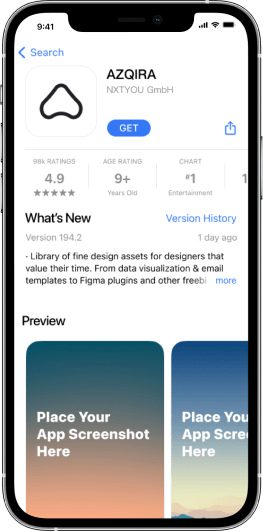 9:41
Search
AZQIRA
NXTYOU GmbH
GET
98k RATINGS
4.9
AGE RATING
9+
Years Old
CHART
#1
Entertainment
1
What's New
Version History
Version 194.2
1 day ago
· Library of fine design assets for designers that
value their time. From data visualization & email
templates to Figma plugins and other freebi
more
Preview
Place Your
App Screenshot
Here
Place You
App Scree
Here